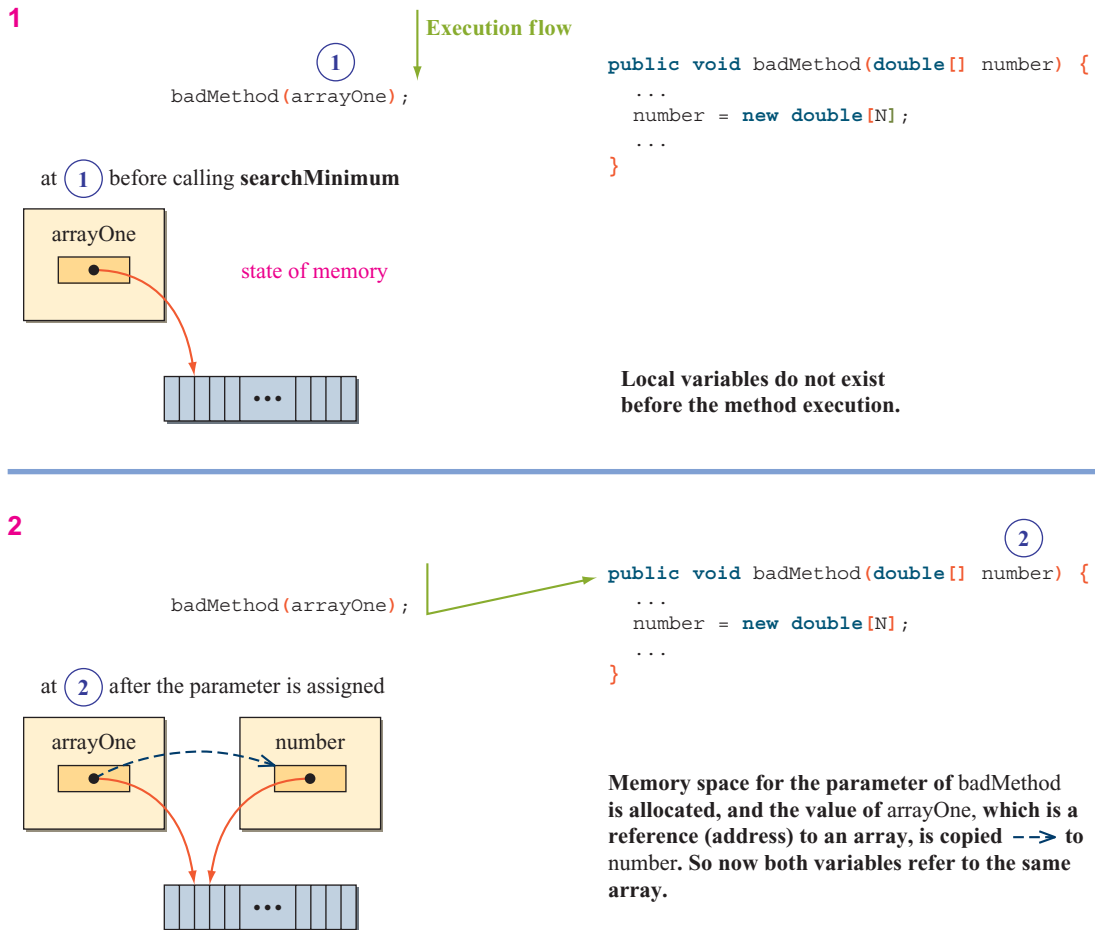 1
Execution flow
1
badMethod(arrayOne);
public void badMethod(double[] number) {
...
number = new double[N];
...
}
at 1 before calling searchMinimum
arrayOne
state of memory
...
Local variables do not exist
before the method execution.
2
2
badMethod(arrayOne);
public void badMethod(double[] number) {
...
number = new double[N];
...
}
at 2 after the parameter is assigned
arrayOne
number
...
Memory space for the parameter of badMethod
is allocated, and the value of arrayOne, which is a
reference (address) to an array, is copied --> to
number. So now both variables refer to the same
array.